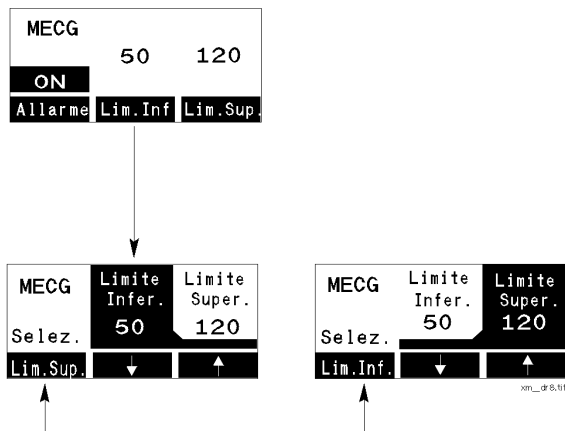 MECG
50 120
ON
Allarme Lim.Inf Lim.Sup.
MECG Limite Infer. 50 Limite Super. 120
Selez.
Lim.Sup. ↓ ↑
MECG Limite Infer. 50 Limite Super. 120
Selez.
Lim.Inf. ↓ ↑
xm__dr8.tif